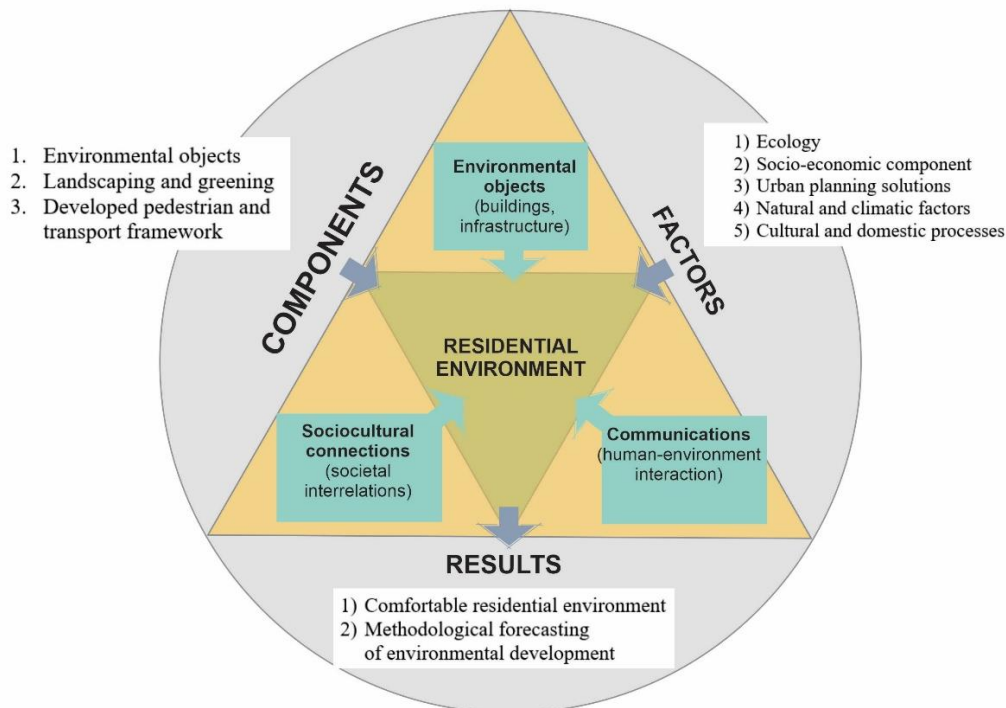 1. Environmental objects
2. Landscaping and greening
3. Developed pedestrian and
transport framework
COMPONENTS
1) Ecology
2) Socio-economic component
3) Urban planning solutions
4) Natural and climatic factors
5) Cultural and domestic processes
FACTORS
Environmental
objects
(buildings,
infrastructure)
RESIDENTIAL
ENVIRONMENT
Sociocultural
connections
(societal
interrelations)
Communications
(human-environment
interaction)
RESULTS
1) Comfortable residential environment
2) Methodological forecasting
of environmental development